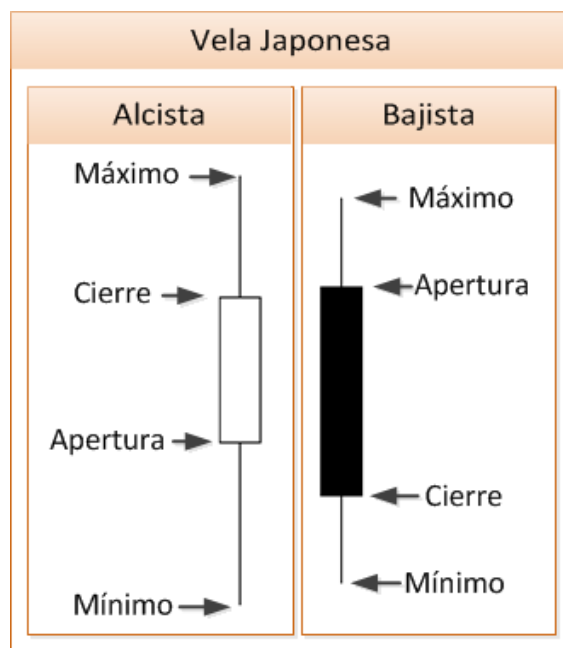 Vela Japonesa
Alcista
Máximo
Cierre
Apertura
Mínimo
Bajista
Máximo
Apertura
Cierre
Mínimo